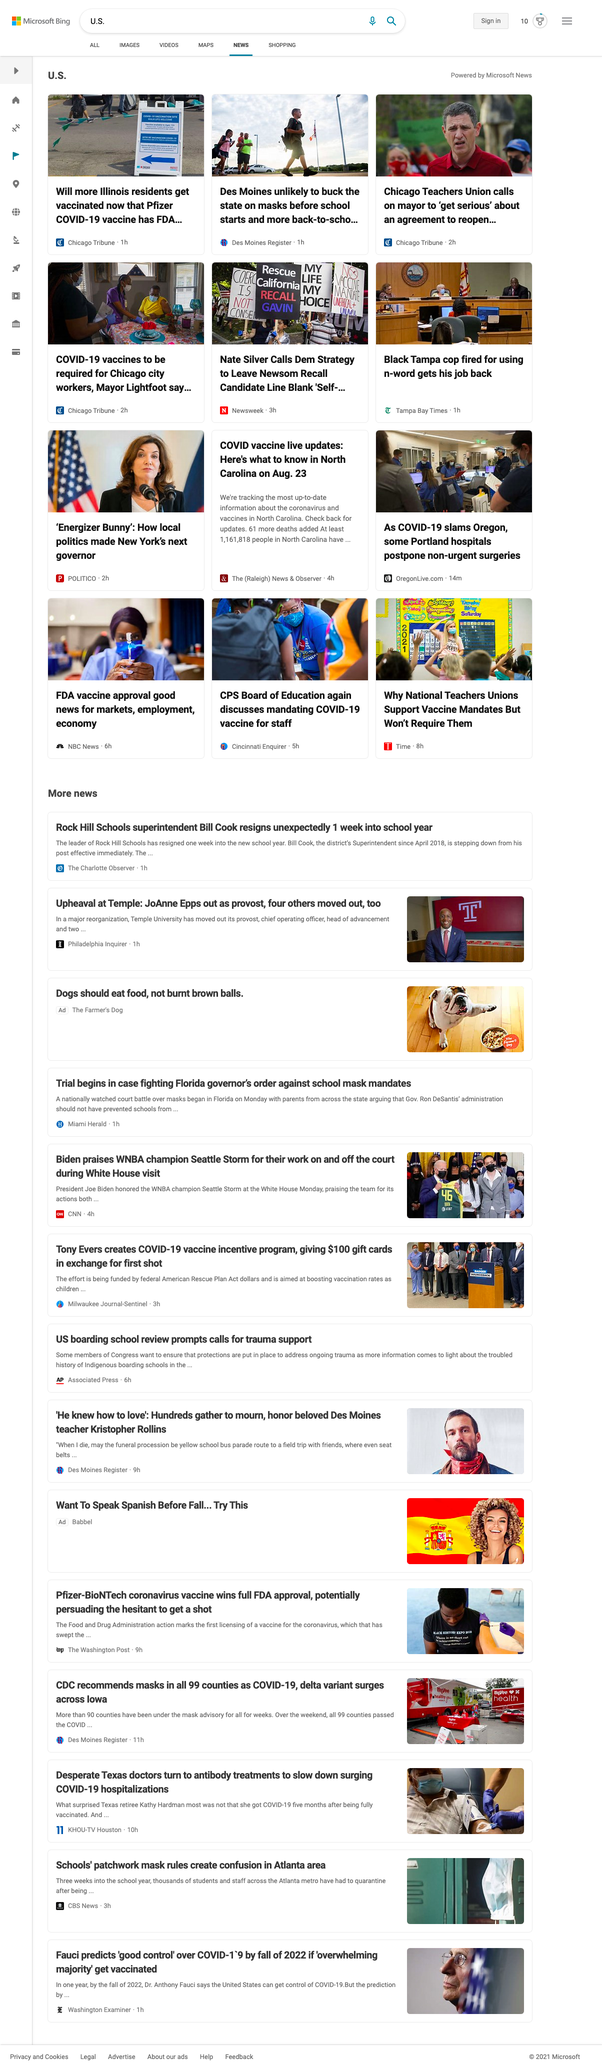 Microsoft Bing
U.S.
Sign in
10
ALL
IMAGES
VIDEOS
MAPS
NEWS
SHOPPING
U.S.
Powered by Microsoft News
Will more Illinois residents get
vaccinated now that Pfizer
COVID-19 vaccine has FDA...
Chicago Tribune · 1h
Des Moines unlikely to buck the
state on masks before school
starts and more back-to-scho...
Des Moines Register · 1h
Chicago Teachers Union calls
on mayor to ‘get serious’ about
an agreement to reopen...
Chicago Tribune · 2h
COVID-19 vaccines to be
required for Chicago city
workers, Mayor Lightfoot say...
Chicago Tribune · 2h
Rescue
California
RECALL
GAVIN
MY
LIFE
MY
CHOICE
Nate Silver Calls Dem Strategy
to Leave Newsom Recall
Candidate Line Blank 'Self-...
Newsweek · 3h
Black Tampa cop fired for using
n-word gets his job back
Tampa Bay Times · 1h
‘Energizer Bunny’: How local
politics made New York’s next
governor
POLITICO · 2h
COVID vaccine live updates:
Here’s what to know in North
Carolina on Aug. 23
We're tracking the most up-to-date
information about the coronavirus and
vaccines in North Carolina. Check back for
updates. 61 more deaths added At least
1,161,818 people in North Carolina have ...
The (Raleigh) News & Observer · 4h
As COVID-19 slams Oregon,
some Portland hospitals
postpone non-urgent surgeries
OregonLive.com · 14m
FDA vaccine approval good
news for markets, employment,
economy
NBC News · 6h
CPS Board of Education again
discusses mandating COVID-19
vaccine for staff
Cincinnati Enquirer · 5h
2021
Why National Teachers Unions
Support Vaccine Mandates But
Won’t Require Them
Time · 8h
More news
Rock Hill Schools superintendent Bill Cook resigns unexpectedly 1 week into school year
The leader of Rock Hill Schools has resigned one week into the new school year. Bill Cook, the district’s Superintendent since April 2018, is stepping down from his
post effective immediately. The ...
The Charlotte Observer · 1h
Upheaval at Temple: JoAnne Epps out as provost, four others moved out, too
In a major reorganization, Temple University has moved out its provost, chief operating officer, head of advancement
and two ...
Philadelphia Inquirer · 1h
Dogs should eat food, not burnt brown balls.
Ad The Farmer's Dog
Trial begins in case fighting Florida governor’s order against school mask mandates
A nationally watched court battle over masks began in Florida on Monday with parents from across the state arguing that Gov. Ron DeSantis’ administration
should not have prevented schools from ...
Miami Herald · 1h
Biden praises WNBA champion Seattle Storm for their work on and off the court
during White House visit
President Joe Biden honored the WNBA champion Seattle Storm at the White House Monday, praising the team for its
actions both ...
CNN · 4h
46
Tony Evers creates COVID-19 vaccine incentive program, giving $100 gift cards
in exchange for first shot
The effort is being funded by federal American Rescue Plan Act dollars and is aimed at boosting vaccination rates as
children ...
Milwaukee Journal-Sentinel · 3h
US boarding school review prompts calls for trauma support
Some members of Congress want to ensure that protections are put in place to address ongoing trauma as more information comes to light about the troubled
history of Indigenous boarding schools in the ...
AP Associated Press · 6h
'He knew how to love': Hundreds gather to mourn, honor beloved Des Moines
teacher Kristopher Rollins
"When I die, may the funeral procession be yellow school bus parade route to a field trip with friends, where even seat
belts ...
Des Moines Register · 9h
Want To Speak Spanish Before Fall... Try This
Ad Babbel
Pfizer-BioNTech coronavirus vaccine wins full FDA approval, potentially
persuading the hesitant to get a shot
The Food and Drug Administration action marks the first licensing of a vaccine for the coronavirus, which that has
swept the ...
The Washington Post · 9h
CDC recommends masks in all 99 counties as COVID-19, delta variant surges
across Iowa
More than 90 counties have been under the mask advisory for all for weeks. Over the weekend, all 99 counties passed
the COVID ...
Des Moines Register · 11h
health
Desperate Texas doctors turn to antibody treatments to slow down surging
COVID-19 hospitalizations
What surprised Texas retiree Kathy Hardman most was not that she got COVID-19 five months after being fully
vaccinated. And ...
11 KHOU-TV Houston · 10h
Schools' patchwork mask rules create confusion in Atlanta area
Three weeks into the school year, thousands of students and staff across the Atlanta metro have had to quarantine
after being ...
CBS News · 3h
Fauci predicts 'good control' over COVID-1`9 by fall of 2022 if 'overwhelming
majority' get vaccinated
In one year, by the fall of 2022, Dr. Anthony Fauci says the United States can get control of COVID-19.But the prediction
by ...
Washington Examiner · 1h
Privacy and Cookies
Legal
Advertise
About our ads
Help
Feedback
© 2021 Microsoft